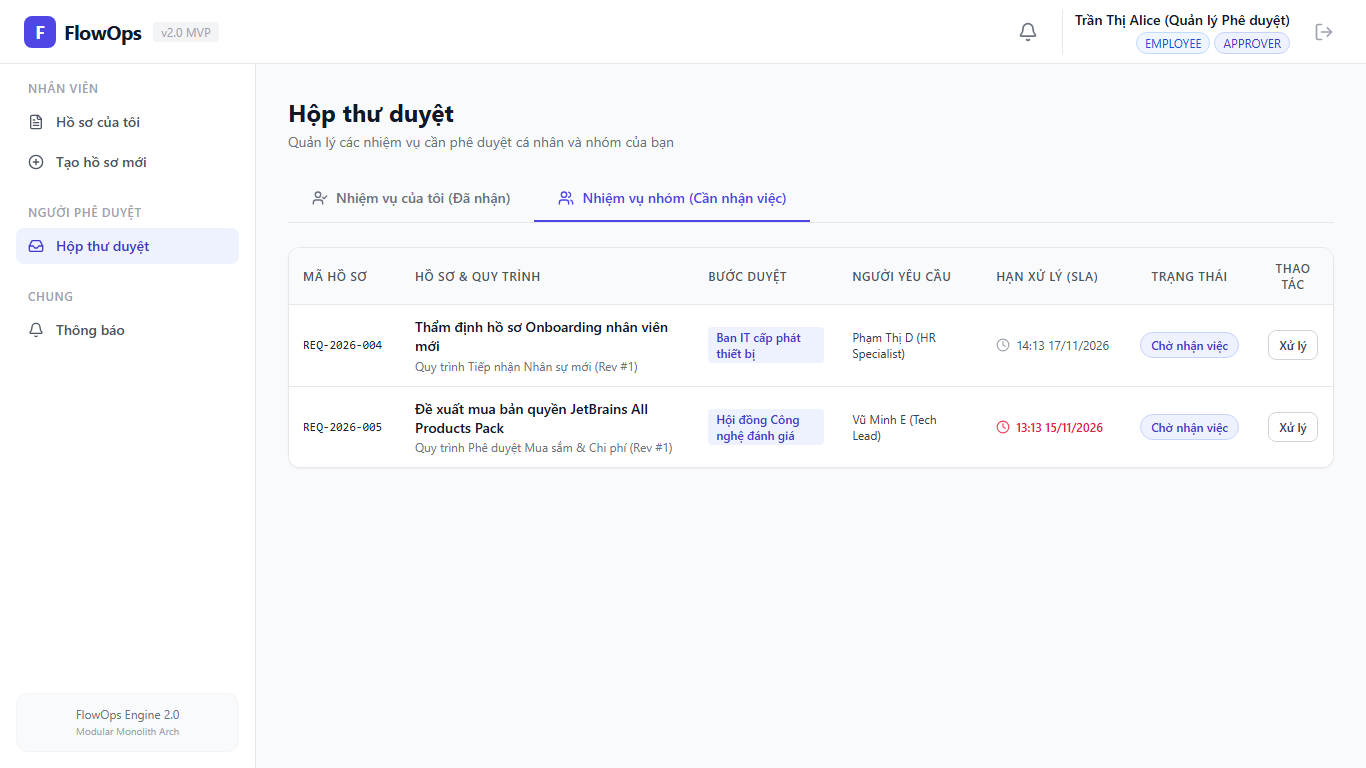 F FlowOps v2.0 MVP
Trần Thị Alice (Quản lý Phê duyệt)
EMPLOYEE APPROVER
NHÂN VIÊN
Hồ sơ của tôi
Tạo hồ sơ mới
NGƯỜI PHÊ DUYỆT
Hộp thư duyệt
CHUNG
Thông báo
FlowOps Engine 2.0
Modular Monolith Arch
Hộp thư duyệt
Quản lý các nhiệm vụ cần phê duyệt cá nhân và nhóm của bạn
Nhiệm vụ của tôi (Đã nhận) Nhiệm vụ nhóm (Cần nhận việc)
MÃ HỒ SƠ HỒ SƠ & QUY TRÌNH BƯỚC DUYỆT NGƯỜI YÊU CẦU HẠN XỬ LÝ (SLA) TRẠNG THÁI THAO
TÁC
REQ-2026-004
Thẩm định hồ sơ Onboarding nhân viên
mới
Quy trình Tiếp nhận Nhân sự mới (Rev #1)
Ban IT cấp phát
thiết bị
Phạm Thị D (HR
Specialist)
14:13 17/11/2026
Chờ nhận việc
Xử lý
REQ-2026-005
Đề xuất mua bản quyền JetBrains All
Products Pack
Quy trình Phê duyệt Mua sắm & Chi phí (Rev #1)
Hội đồng Công
nghệ đánh giá
Vũ Minh E (Tech
Lead)
13:13 15/11/2026
Chờ nhận việc
Xử lý